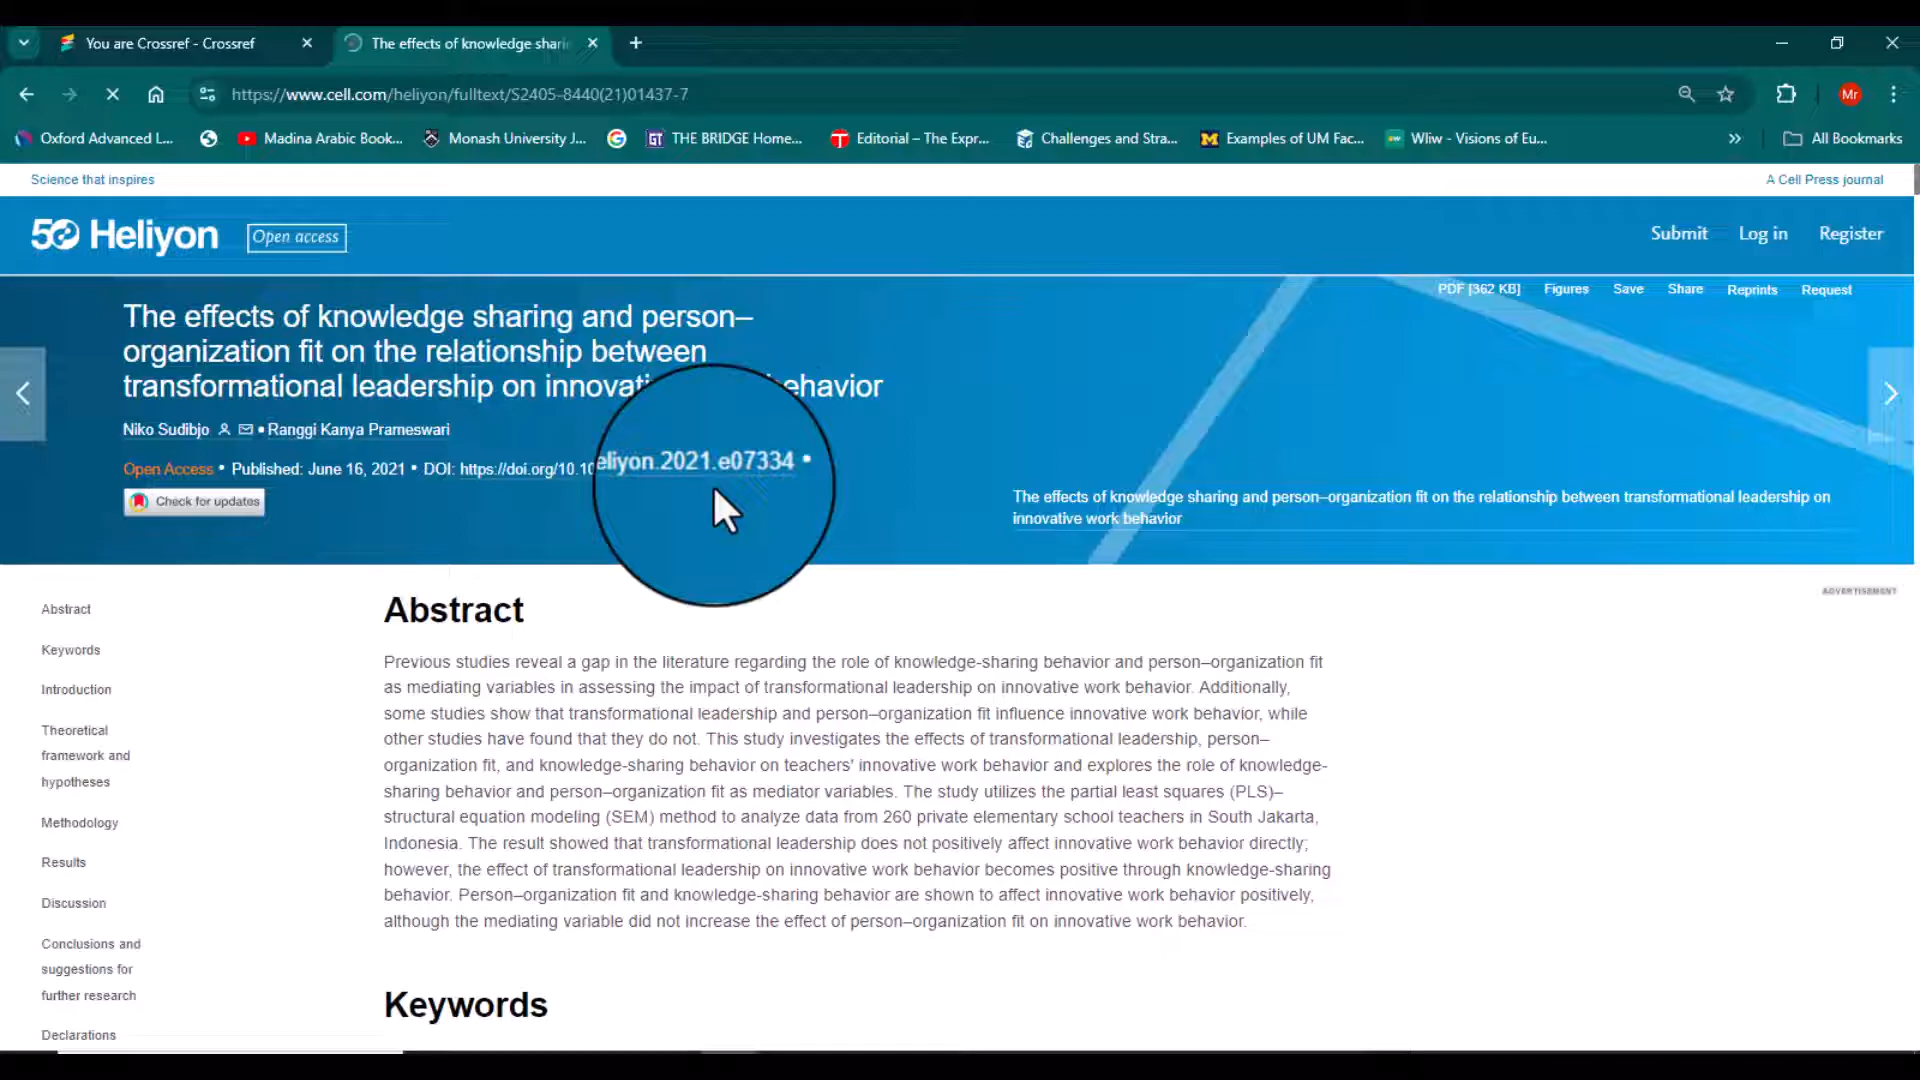 You are Crossref - Crossref
The effects of knowledge shari
https://www.cell.com/heliyon/fulltext/S2405-8440(21)01437-7
Mr
Oxford Advanced L...
Madina Arabic Book...
Monash University J...
GT THE BRIDGE Home...
Editorial – The Expr...
Challenges and Stra...
Examples of UM Fac...
Wliw - Visions of Eu...
» All Bookmarks
Science that inspires
A Cell Press journal
50 Heliyon
Open access
Submit
Log in
Register
PDF [362 KB]
Figures
Save
Share
Reprints
Request
The effects of knowledge sharing and person–
organization fit on the relationship between
transformational leadership on innovati ehavior
Niko Sudibjo • Ranggi Kanya Prameswari
Open Access • Published: June 16, 2021 • DOI: https://doi.org/10.10 eliyon.2021.e07334 •
Check for updates
The effects of knowledge sharing and person–organization fit on the relationship between transformational leadership on
innovative work behavior
ADVERTISEMENT
Abstract
Keywords
Introduction
Theoretical
framework and
hypotheses
Methodology
Results
Discussion
Conclusions and
suggestions for
further research
Declarations
Abstract
Previous studies reveal a gap in the literature regarding the role of knowledge-sharing behavior and person–organization fit
as mediating variables in assessing the impact of transformational leadership on innovative work behavior. Additionally,
some studies show that transformational leadership and person–organization fit influence innovative work behavior, while
other studies have found that they do not. This study investigates the effects of transformational leadership, person–
organization fit, and knowledge-sharing behavior on teachers' innovative work behavior and explores the role of knowledge-
sharing behavior and person–organization fit as mediator variables. The study utilizes the partial least squares (PLS)–
structural equation modeling (SEM) method to analyze data from 260 private elementary school teachers in South Jakarta,
Indonesia. The result showed that transformational leadership does not positively affect innovative work behavior directly;
however, the effect of transformational leadership on innovative work behavior becomes positive through knowledge-sharing
behavior. Person–organization fit and knowledge-sharing behavior are shown to affect innovative work behavior positively,
although the mediating variable did not increase the effect of person–organization fit on innovative work behavior.
Keywords